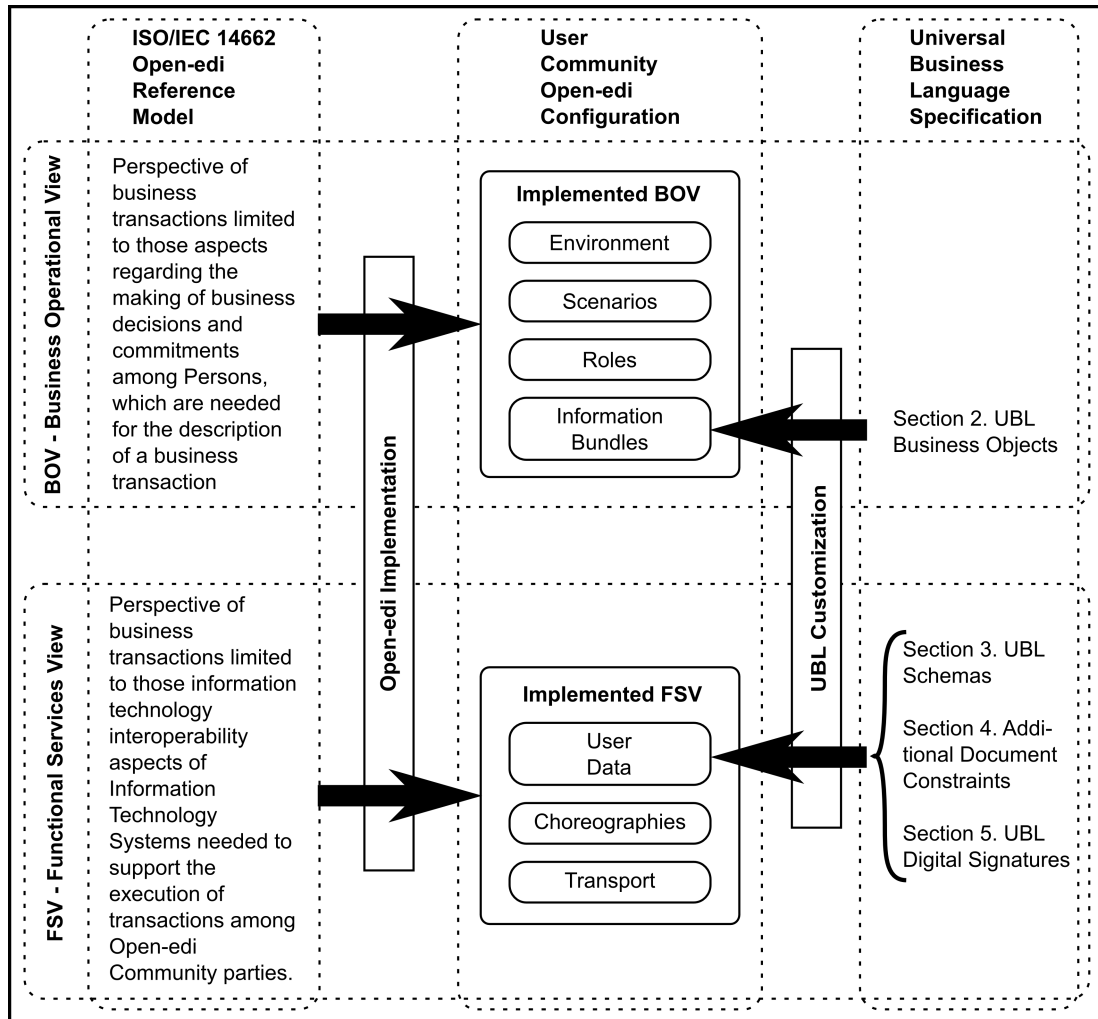 ISO/IEC 14662
Open-edi
Reference
Model
User
Community
Open-edi
Configuration
Universal
Business
Language
Specification
BOV - Business Operational View
Perspective of
business
transactions limited
to those aspects
regarding the
making of business
decisions and
commitments
among Persons,
which are needed
for the description
of a business
transaction
Open-edi Implementation
Implemented BOV
Environment
Scenarios
Roles
Information
Bundles
UBL Customization
Section 2. UBL
Business Objects
FSV - Functional Services View
Perspective of
business
transactions limited
to those information
technology
interoperability
aspects of
Information
Technology
Systems needed to
support the
execution of
transactions among
Open-edi
Community parties.
Implemented FSV
User
Data
Choreographies
Transport
Section 3. UBL
Schemas
Section 4. Addi-
tional Document
Constraints
Section 5. UBL
Digital Signatures